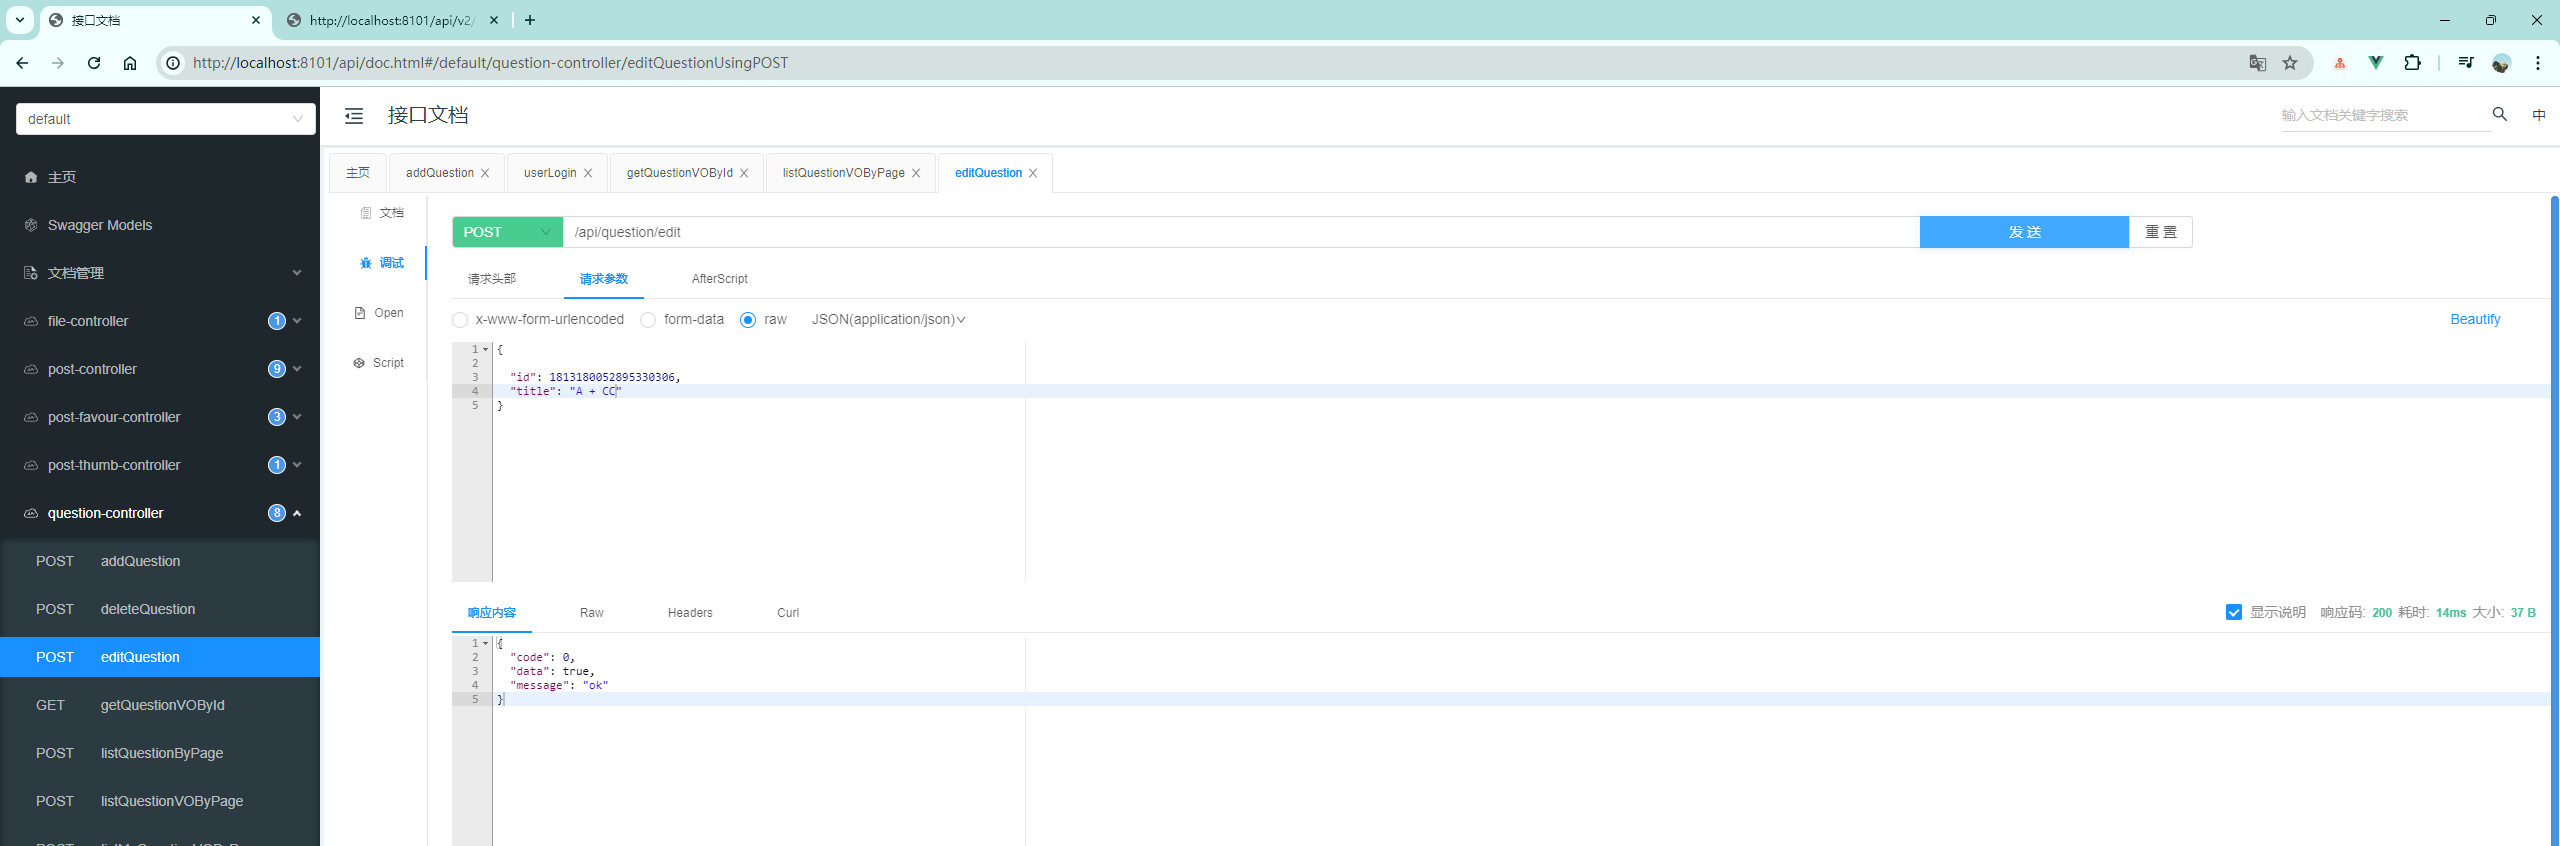 接口文档
http://localhost:8101/api/v2/
http://localhost:8101/api/doc.html#/default/question-controller/editQuestionUsingPOST
default
接口文档
输入文档关键字搜索
中
主页
Swagger Models
文档管理
file-controller 1
post-controller 9
post-favour-controller 3
post-thumb-controller 1
question-controller 8
POST addQuestion
POST deleteQuestion
POST editQuestion
GET getQuestionVOById
POST listQuestionByPage
POST listQuestionVOByPage
主页 addQuestion userLogin getQuestionVOById listQuestionVOByPage editQuestion
文档
调试
Open
Script
POST /api/question/edit 发 送 重 置
请求头部 请求参数 AfterScript
x-www-form-urlencoded form-data raw JSON(application/json) Beautify
1 {
2
3 "id": 1813180052895330306,
4 "title": "A + CC"
5 }
响应内容 Raw Headers Curl 显示说明 响应码: 200 耗时: 14ms 大小: 37 B
1 {
2 "code": 0,
3 "data": true,
4 "message": "ok"
5 }